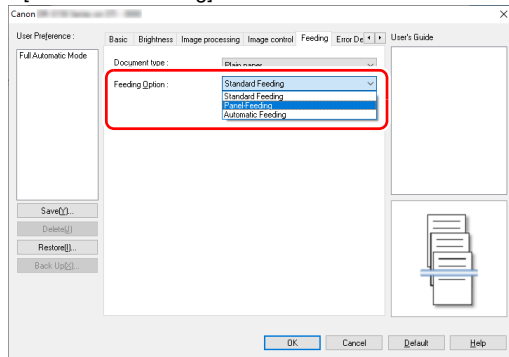 Canon
User Preference :
Full Automatic Mode
Save(Y)...
Delete(J)
Restore(I)...
Back Up(X)...
Basic Brightness Image processing Image control Feeding Error De
Document type :
Plain paper
Feeding Option :
Standard Feeding
Standard Feeding
Panel-Feeding
Automatic Feeding
User's Guide
OK Cancel Default Help